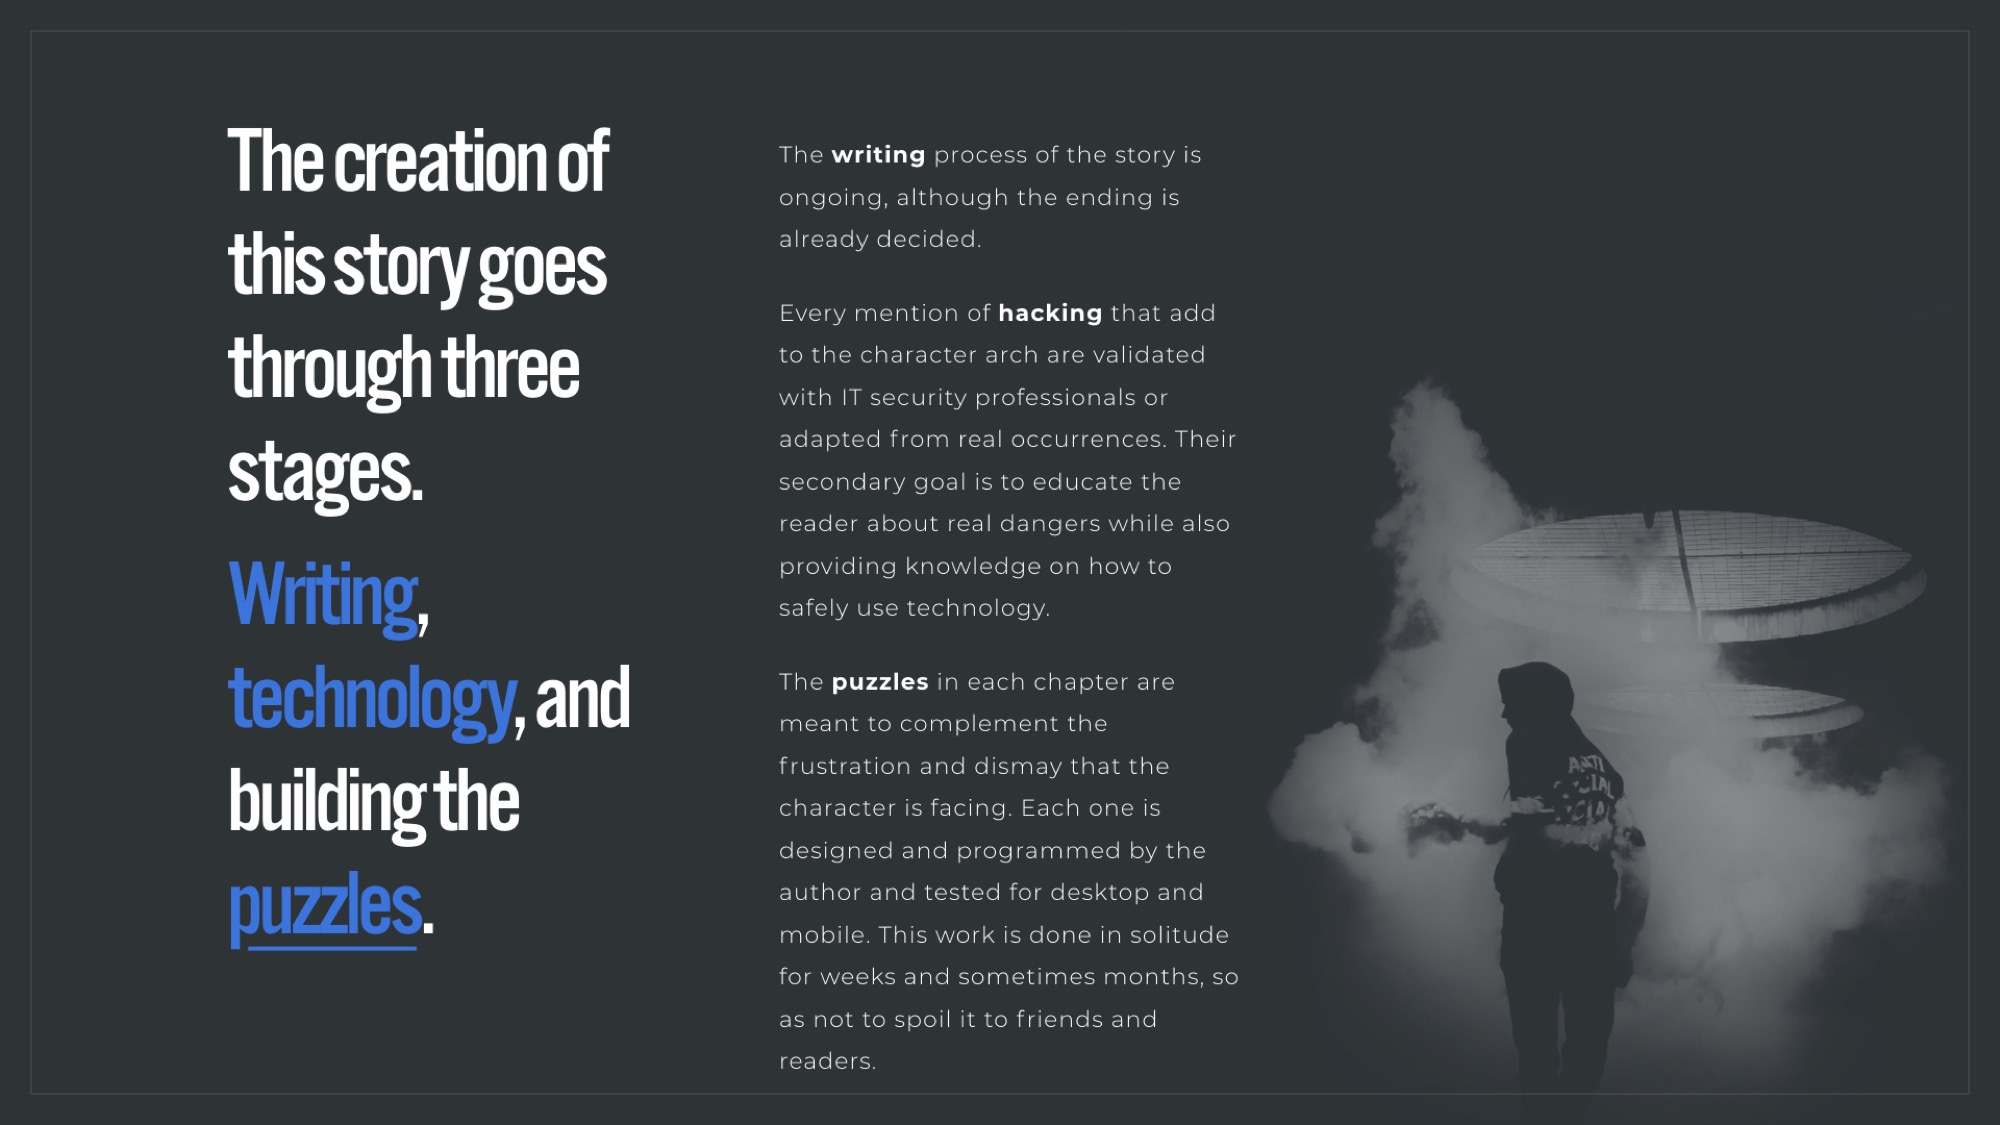 The creation of
this story goes
through three
stages.
Writing,
technology, and
building the
puzzles.
The writing process of the story is
ongoing, although the ending is
already decided.
Every mention of hacking that add
to the character arch are validated
with IT security professionals or
adapted from real occurrences. Their
secondary goal is to educate the
reader about real dangers while also
providing knowledge on how to
safely use technology.
The puzzles in each chapter are
meant to complement the
frustration and dismay that the
character is facing. Each one is
designed and programmed by the
author and tested for desktop and
mobile. This work is done in solitude
for weeks and sometimes months, so
as not to spoil it to friends and
readers.
ANTI